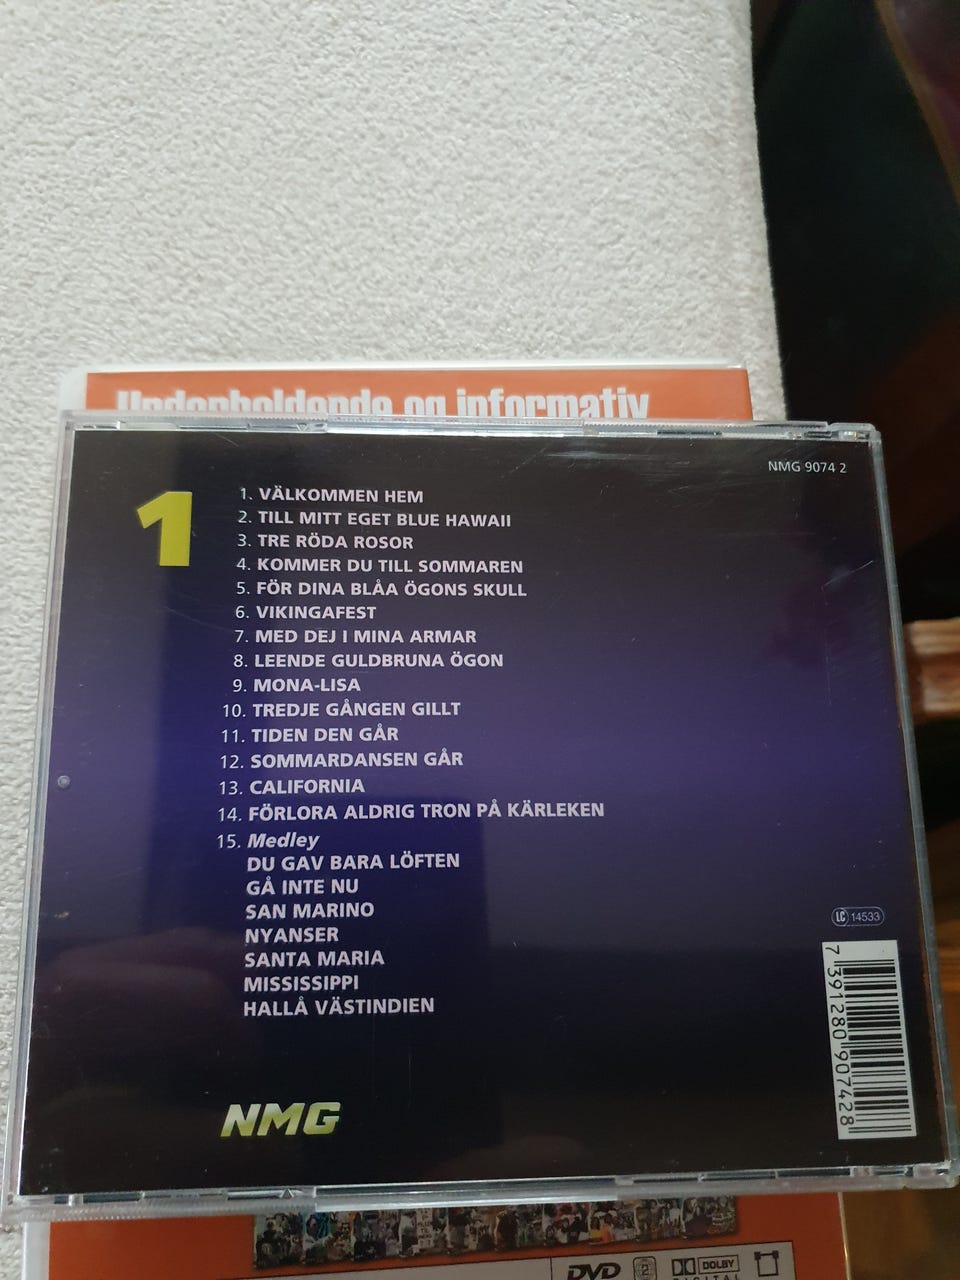 Underholdende og informativ
NMG 9074 2
1
1. VÄLKOMMEN HEM
2. TILL MITT EGET BLUE HAWAII
3. TRE RÖDA ROSOR
4. KOMMER DU TILL SOMMAREN
5. FÖR DINA BLÅA ÖGONS SKULL
6. VIKINGAFEST
7. MED DEJ I MINA ARMAR
8. LEENDE GULDBRUNA ÖGON
9. MONA-LISA
10. TREDJE GÅNGEN GILLT
11. TIDEN DEN GÅR
12. SOMMARDANSEN GÅR
13. CALIFORNIA
14. FÖRLORA ALDRIG TRON PÅ KÄRLEKEN
15. Medley
DU GAV BARA LÖFTEN
GÅ INTE NU
SAN MARINO
NYANSER
SANTA MARIA
MISSISSIPPI
HALLÅ VÄSTINDIEN
LC 14533
7 391280 907428
NMG
DVD 2 DOLBY
DIGITAL